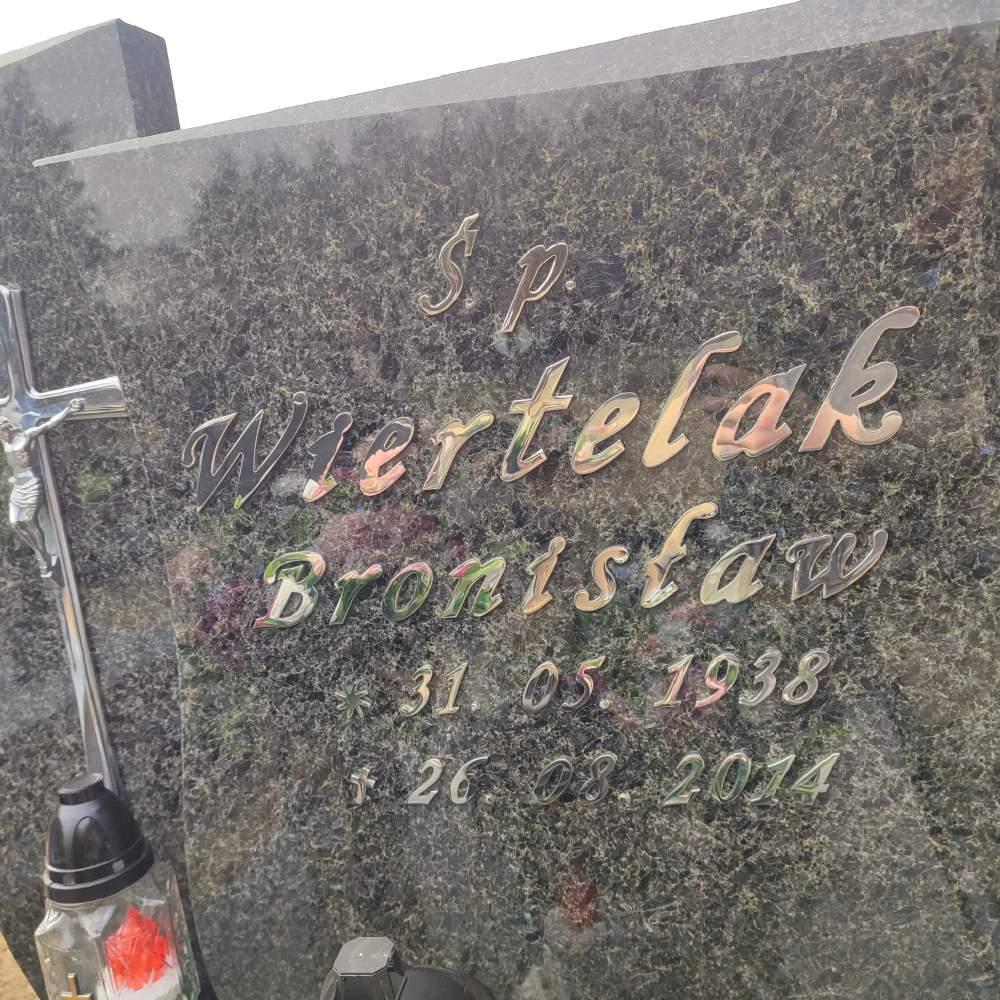 Ś. p.
Wiertelak
Bronisław
* 31. 05. 1938
✝ 26. 08. 2014